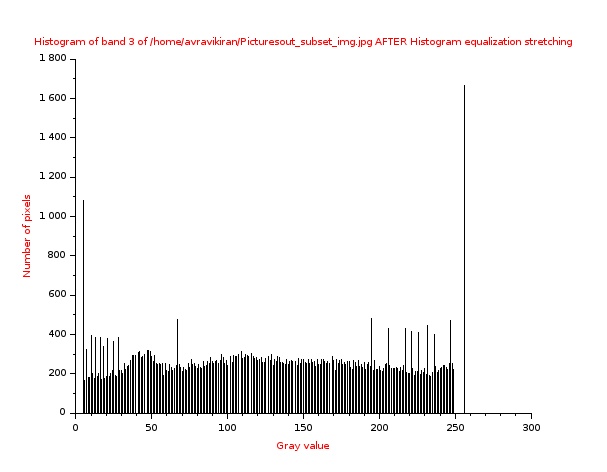 Histogram of band 3 of /home/avravikiran/Picturesout_subset_img.jpg AFTER Histogram equalization stretching
1 800
1 600
1 400
1 200
1 000
800
600
400
200
0
Number of pixels
0 50 100 150 200 250 300
Gray value